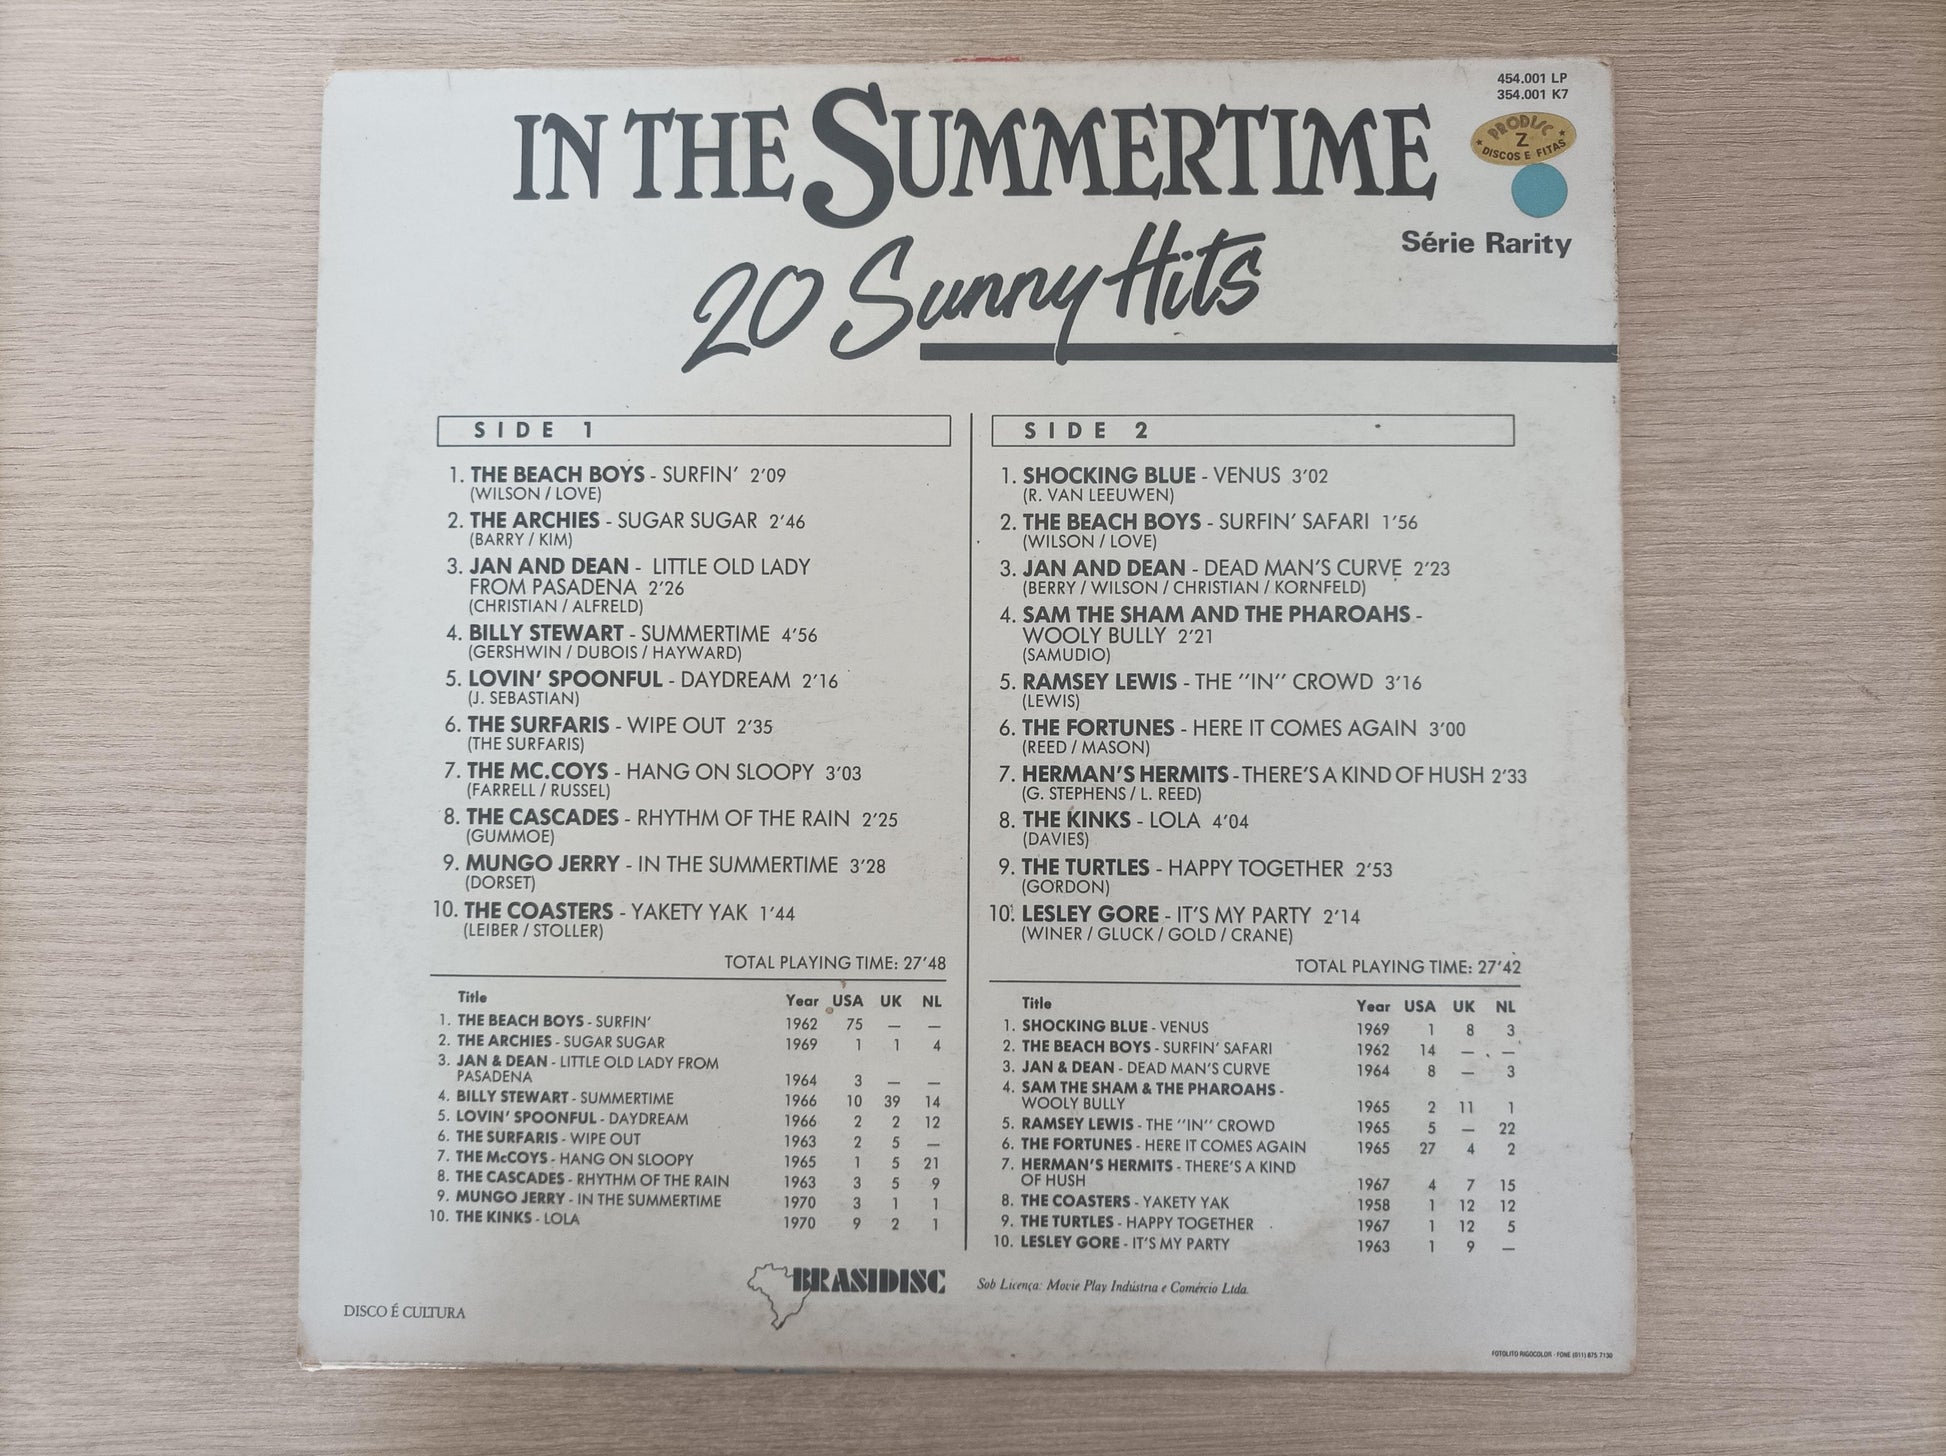 454.001 LP
354.001 K7
IN THE SUMMERTIME
PRODISC
Z
DISCOS E FITAS
Série Rarity
20 Sunny Hits
SIDE 1
1. THE BEACH BOYS - SURFIN' 2'09
(WILSON / LOVE)
2. THE ARCHIES - SUGAR SUGAR 2'46
(BARRY / KIM)
3. JAN AND DEAN - LITTLE OLD LADY
FROM PASADENA 2'26
(CHRISTIAN / ALFRELD)
4. BILLY STEWART - SUMMERTIME 4'56
(GERSHWIN / DUBOIS / HAYWARD)
5. LOVIN' SPOONFUL - DAYDREAM 2'16
(J. SEBASTIAN)
6. THE SURFARIS - WIPE OUT 2'35
(THE SURFARIS)
7. THE MC.COYS - HANG ON SLOOPY 3'03
(FARRELL / RUSSEL)
8. THE CASCADES - RHYTHM OF THE RAIN 2'25
(GUMMOE)
9. MUNGO JERRY - IN THE SUMMERTIME 3'28
(DORSET)
10. THE COASTERS - YAKETY YAK 1'44
(LEIBER / STOLLER)
TOTAL PLAYING TIME: 27'48
Title Year USA UK NL
1. THE BEACH BOYS - SURFIN' 1962 75 — —
2. THE ARCHIES - SUGAR SUGAR 1969 1 1 4
3. JAN & DEAN - LITTLE OLD LADY FROM
PASADENA 1964 3 — —
4. BILLY STEWART - SUMMERTIME 1966 10 39 14
5. LOVIN' SPOONFUL - DAYDREAM 1966 2 2 12
6. THE SURFARIS - WIPE OUT 1963 2 5 —
7. THE McCOYS - HANG ON SLOOPY 1965 1 5 21
8. THE CASCADES - RHYTHM OF THE RAIN 1963 3 5 9
9. MUNGO JERRY - IN THE SUMMERTIME 1970 3 1 1
10. THE KINKS - LOLA 1970 9 2 1
SIDE 2
1. SHOCKING BLUE - VENUS 3'02
(R. VAN LEEUWEN)
2. THE BEACH BOYS - SURFIN' SAFARI 1'56
(WILSON / LOVE)
3. JAN AND DEAN - DEAD MAN'S CURVE 2'23
(BERRY / WILSON / CHRISTIAN / KORNFELD)
4. SAM THE SHAM AND THE PHAROAHS -
WOOLY BULLY 2'21
(SAMUDIO)
5. RAMSEY LEWIS - THE "IN" CROWD 3'16
(LEWIS)
6. THE FORTUNES - HERE IT COMES AGAIN 3'00
(REED / MASON)
7. HERMAN'S HERMITS - THERE'S A KIND OF HUSH 2'33
(G. STEPHENS / L. REED)
8. THE KINKS - LOLA 4'04
(DAVIES)
9. THE TURTLES - HAPPY TOGETHER 2'53
(GORDON)
10. LESLEY GORE - IT'S MY PARTY 2'14
(WINER / GLUCK / GOLD / CRANE)
TOTAL PLAYING TIME: 27'42
Title Year USA UK NL
1. SHOCKING BLUE - VENUS 1969 1 8 3
2. THE BEACH BOYS - SURFIN' SAFARI 1962 14 — —
3. JAN & DEAN - DEAD MAN'S CURVE 1964 8 — 3
4. SAM THE SHAM & THE PHAROAHS -
WOOLY BULLY 1965 2 11 1
5. RAMSEY LEWIS - THE "IN" CROWD 1965 5 — 22
6. THE FORTUNES - HERE IT COMES AGAIN 1965 27 4 2
7. HERMAN'S HERMITS - THERE'S A KIND
OF HUSH 1967 4 7 15
8. THE COASTERS - YAKETY YAK 1958 1 12 12
9. THE TURTLES - HAPPY TOGETHER 1967 1 12 5
10. LESLEY GORE - IT'S MY PARTY 1963 1 9 —
BRASIDISC
Sob Licença: Movie Play Indústria e Comércio Ltda.
DISCO É CULTURA
FOTOLITO RIGOCOLOR - FONE (011) 875 7130